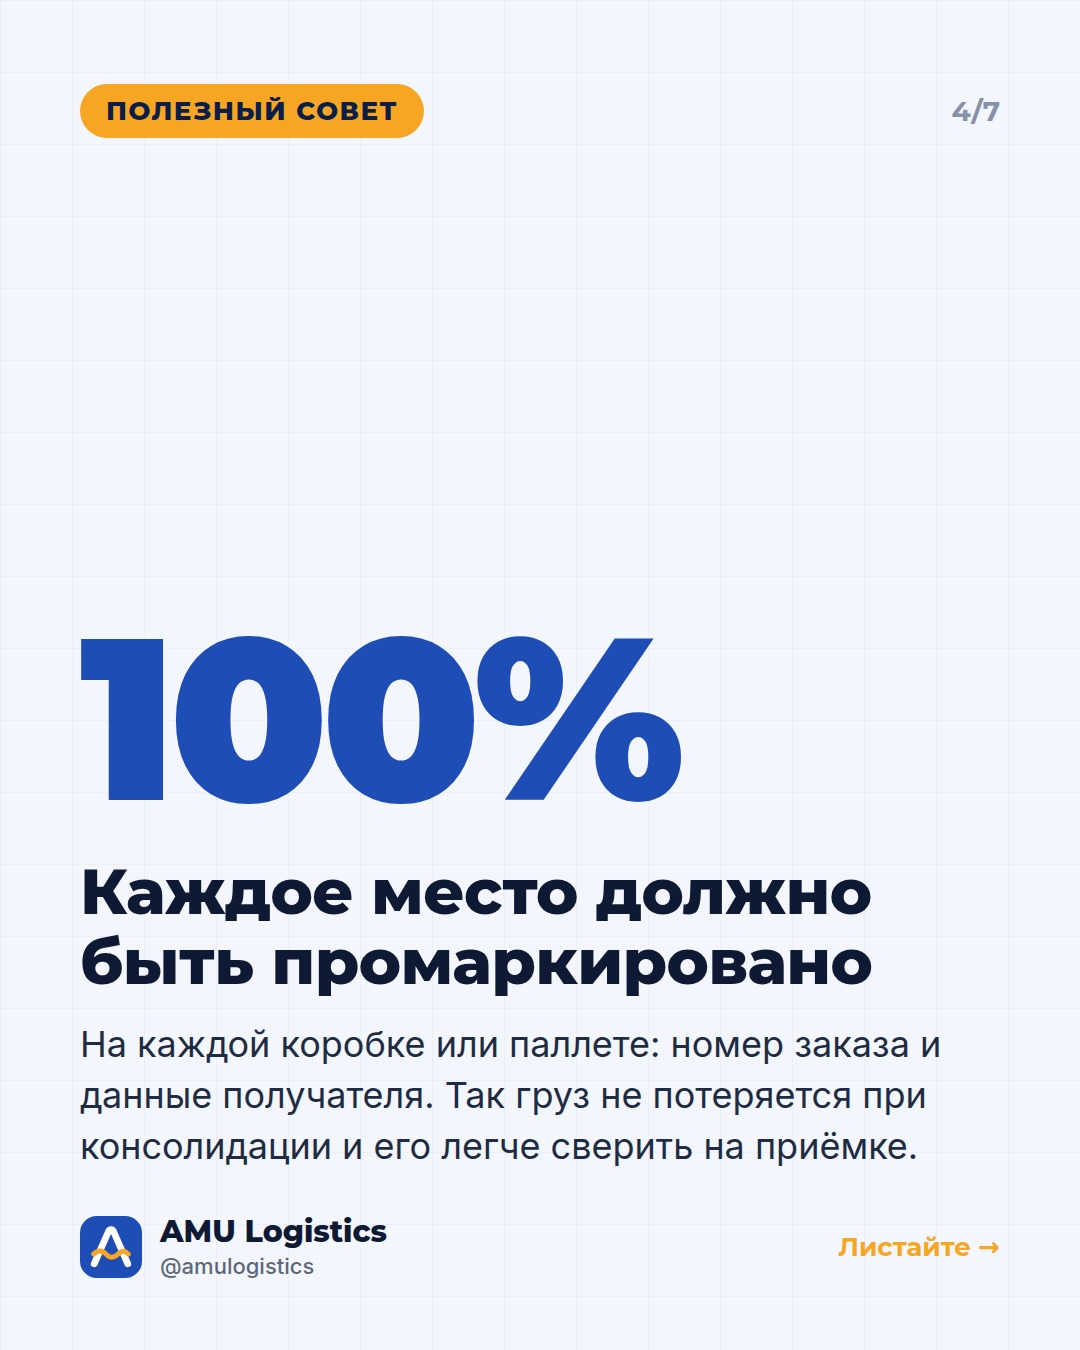 ПОЛЕЗНЫЙ СОВЕТ
4/7
100%
Каждое место должно
быть промаркировано
На каждой коробке или паллете: номер заказа и
данные получателя. Так груз не потеряется при
консолидации и его легче сверить на приёмке.
AMU Logistics
@amulogistics
Листайте →